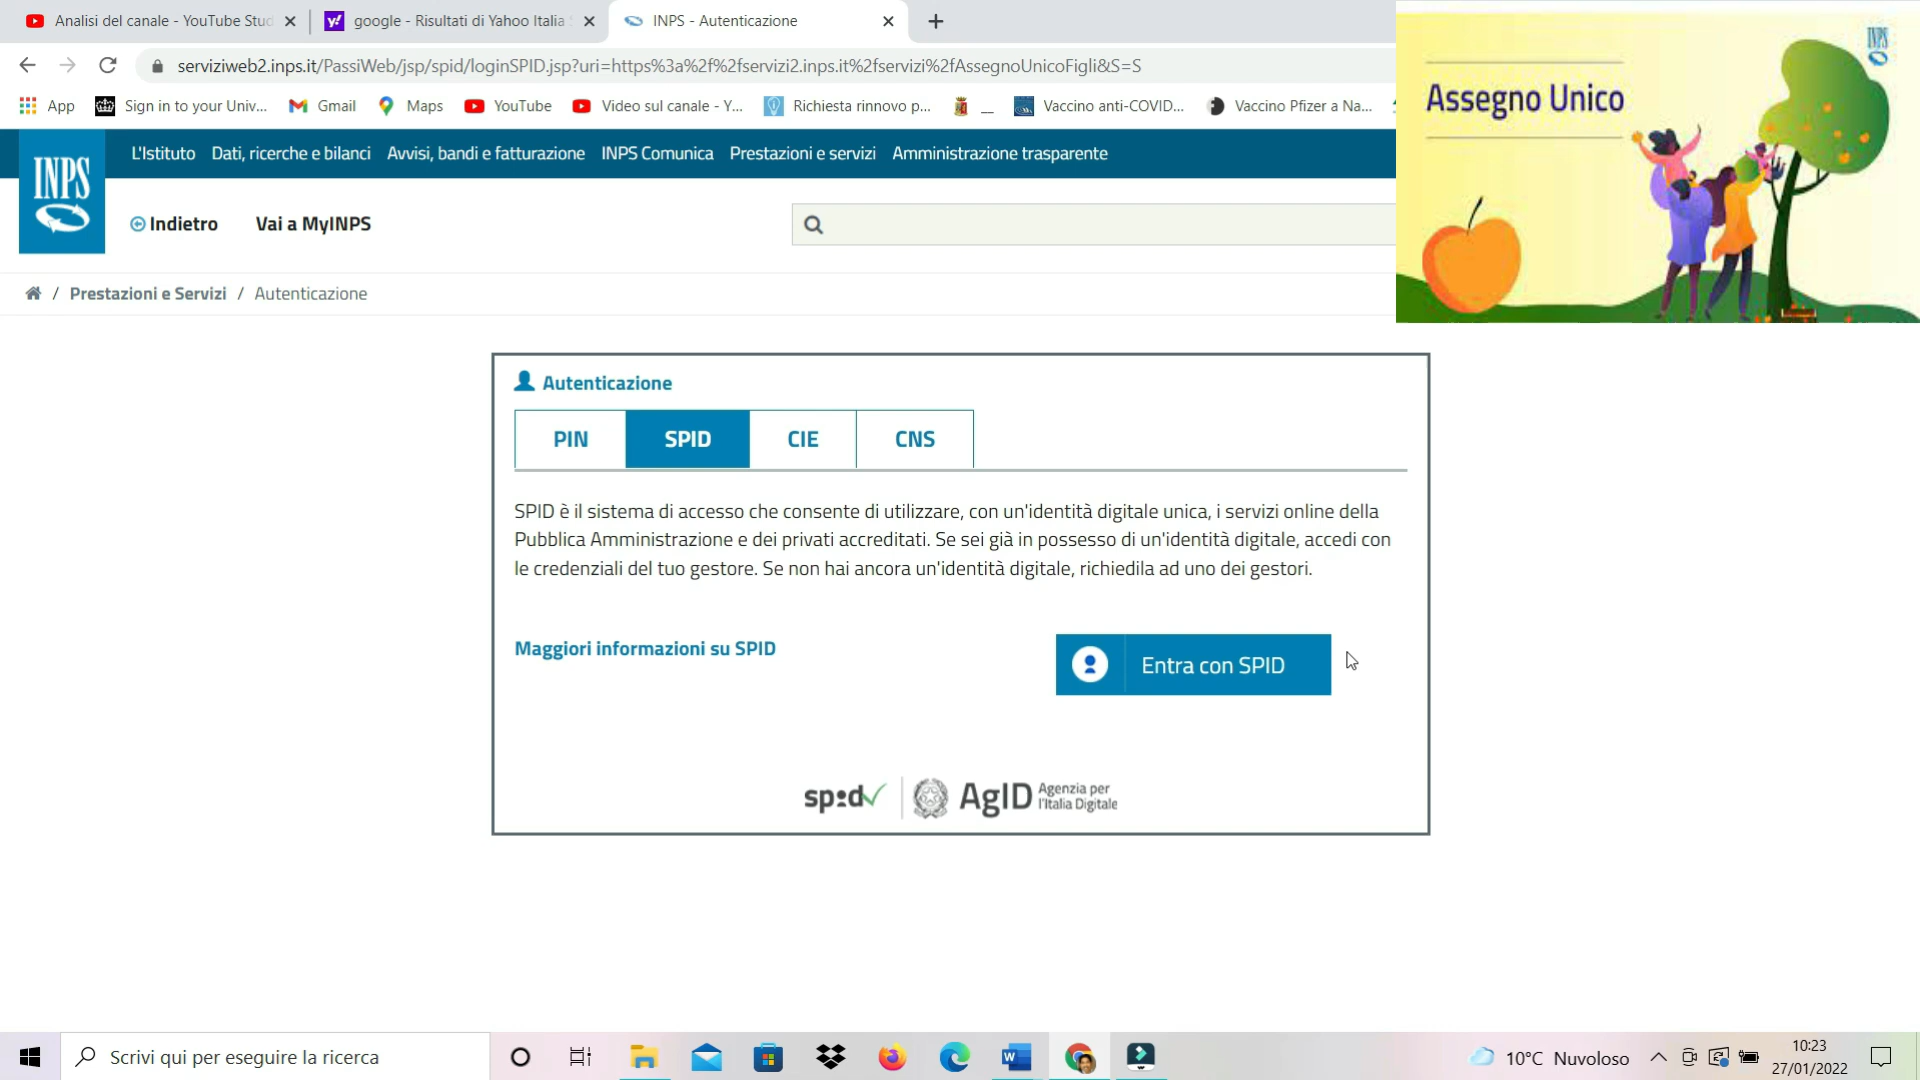 Analisi del canale - YouTube Stud
google - Risultati di Yahoo Italia
INPS - Autenticazione
serviziweb2.inps.it/PassiWeb/jsp/spid/loginSPID.jsp?uri=https%3a%2f%2fservizi2.inps.it%2fservizi%2fAssegnoUnicoFigli&S=S
App
Sign in to your Univ...
Gmail
Maps
YouTube
Video sul canale - Y...
Richiesta rinnovo p...
Vaccino anti-COVID...
Vaccino Pfizer a Na...
Assegno Unico
INPS
INPS
L'Istituto
Dati, ricerche e bilanci
Avvisi, bandi e fatturazione
INPS Comunica
Prestazioni e servizi
Amministrazione trasparente
Indietro
Vai a MyINPS
/ Prestazioni e Servizi / Autenticazione
Autenticazione
PIN
SPID
CIE
CNS
SPID è il sistema di accesso che consente di utilizzare, con un'identità digitale unica, i servizi online della
Pubblica Amministrazione e dei privati accreditati. Se sei già in possesso di un'identità digitale, accedi con
le credenziali del tuo gestore. Se non hai ancora un'identità digitale, richiedila ad uno dei gestori.
Maggiori informazioni su SPID
Entra con SPID
spid
AgID
Agenzia per
l'Italia Digitale
Scrivi qui per eseguire la ricerca
10°C Nuvoloso
10:23
27/01/2022